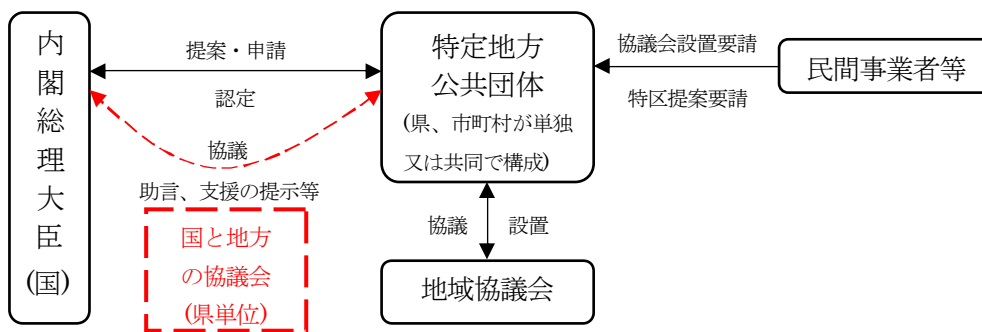 内
閣
総
理
大
臣
(国)
提案・申請
認定
協議
助言、支援の提示等
国と地方
の協議会
(県単位)
特定地方
公共団体
(県、市町村が単独
又は共同で構成)
協議 設置
地域協議会
協議会設置要請
特区提案要請
民間事業者等